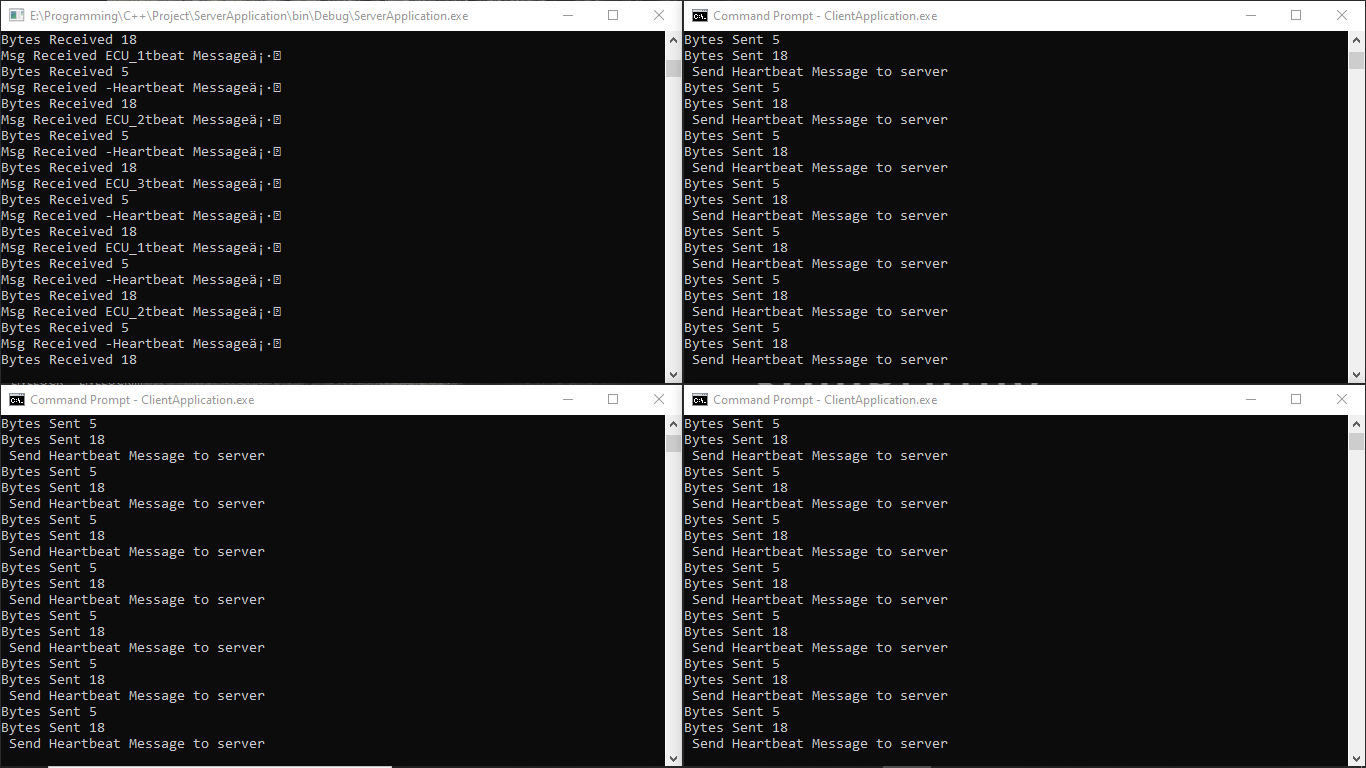 E:\Programming\C++\Project\ServerApplication\bin\Debug\ServerApplication.exe
Bytes Received 18
Msg Received ECU_1tbeat Messageä¡·
Bytes Received 5
Msg Received -Heartbeat Messageä¡·
Bytes Received 18
Msg Received ECU_2tbeat Messageä¡·
Bytes Received 5
Msg Received -Heartbeat Messageä¡·
Bytes Received 18
Msg Received ECU_3tbeat Messageä¡·
Bytes Received 5
Msg Received -Heartbeat Messageä¡·
Bytes Received 18
Msg Received ECU_1tbeat Messageä¡·
Bytes Received 5
Msg Received -Heartbeat Messageä¡·
Bytes Received 18
Msg Received ECU_2tbeat Messageä¡·
Bytes Received 5
Msg Received -Heartbeat Messageä¡·
Bytes Received 18
Command Prompt - ClientApplication.exe
Bytes Sent 5
Bytes Sent 18
Send Heartbeat Message to server
Bytes Sent 5
Bytes Sent 18
Send Heartbeat Message to server
Bytes Sent 5
Bytes Sent 18
Send Heartbeat Message to server
Bytes Sent 5
Bytes Sent 18
Send Heartbeat Message to server
Bytes Sent 5
Bytes Sent 18
Send Heartbeat Message to server
Bytes Sent 5
Bytes Sent 18
Send Heartbeat Message to server
Bytes Sent 5
Bytes Sent 18
Send Heartbeat Message to server
Command Prompt - ClientApplication.exe
Bytes Sent 5
Bytes Sent 18
Send Heartbeat Message to server
Bytes Sent 5
Bytes Sent 18
Send Heartbeat Message to server
Bytes Sent 5
Bytes Sent 18
Send Heartbeat Message to server
Bytes Sent 5
Bytes Sent 18
Send Heartbeat Message to server
Bytes Sent 5
Bytes Sent 18
Send Heartbeat Message to server
Bytes Sent 5
Bytes Sent 18
Send Heartbeat Message to server
Bytes Sent 5
Bytes Sent 18
Send Heartbeat Message to server
Command Prompt - ClientApplication.exe
Bytes Sent 5
Bytes Sent 18
Send Heartbeat Message to server
Bytes Sent 5
Bytes Sent 18
Send Heartbeat Message to server
Bytes Sent 5
Bytes Sent 18
Send Heartbeat Message to server
Bytes Sent 5
Bytes Sent 18
Send Heartbeat Message to server
Bytes Sent 5
Bytes Sent 18
Send Heartbeat Message to server
Bytes Sent 5
Bytes Sent 18
Send Heartbeat Message to server
Bytes Sent 5
Bytes Sent 18
Send Heartbeat Message to server